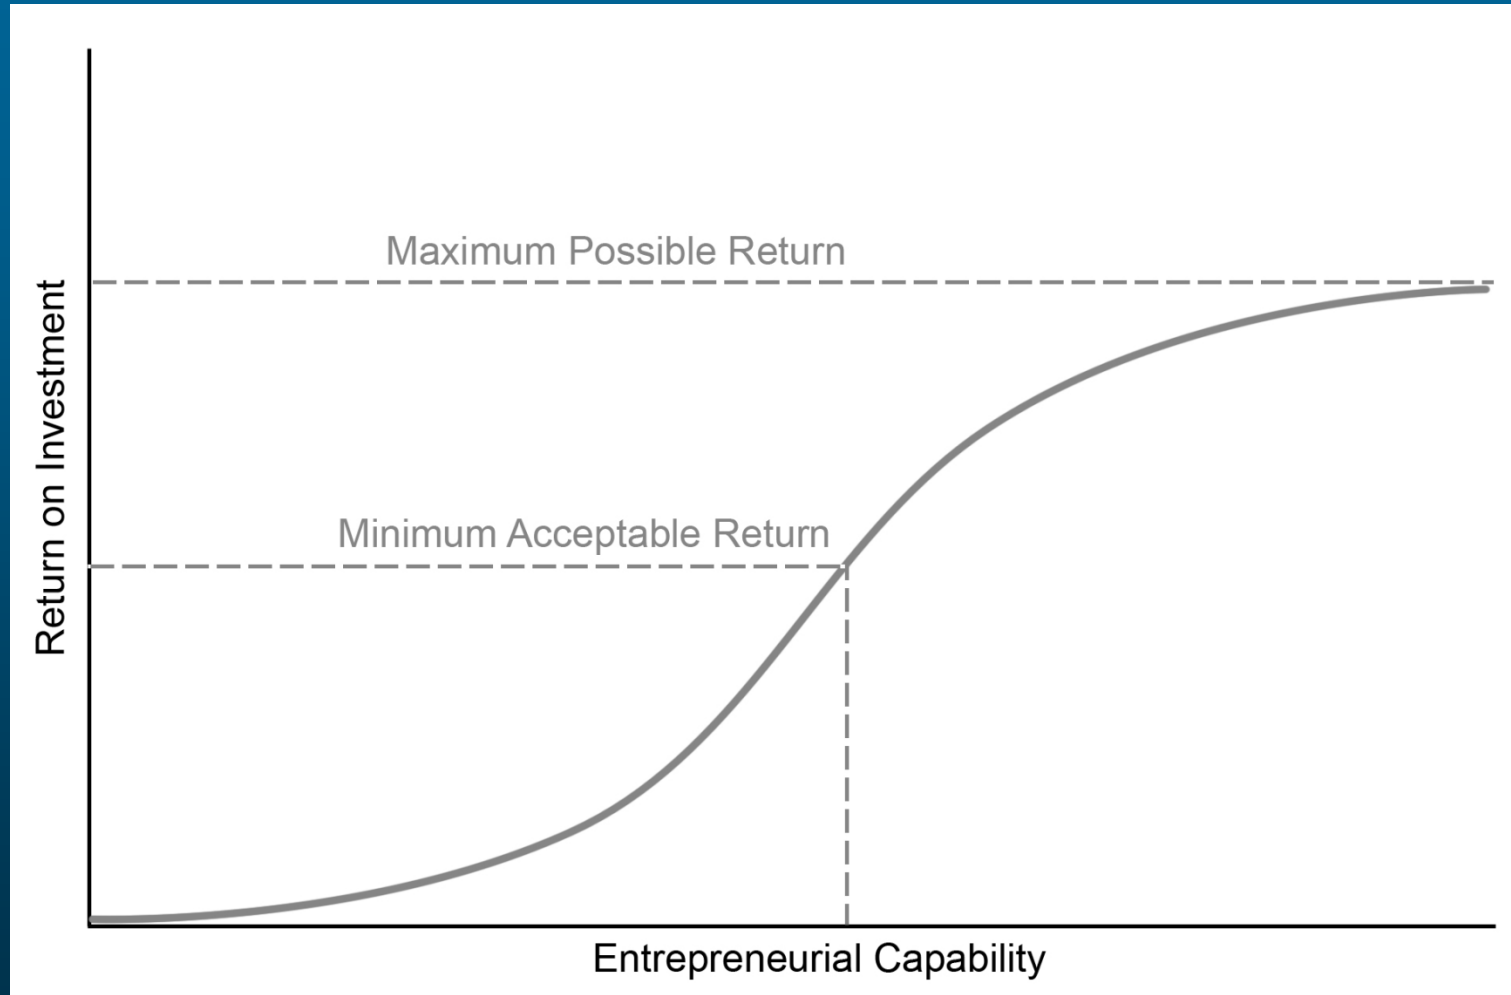 Maximum Possible Return
Return on Investment
Minimum Acceptable Return
Entrepreneurial Capability